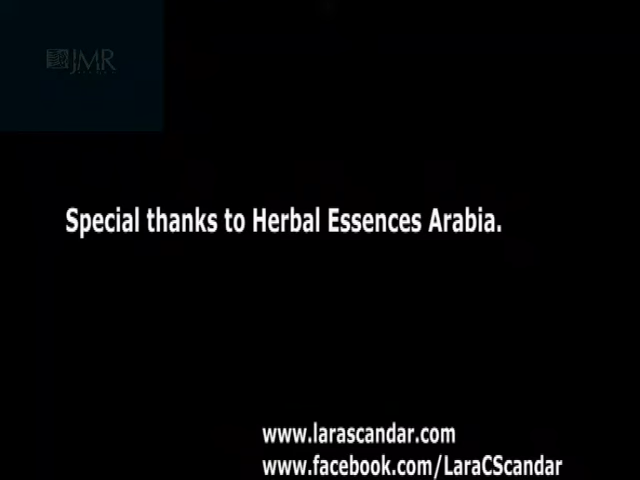 JMR
Special thanks to Herbal Essences Arabia.
www.larascandar.com
www.facebook.com/LaraCScandar